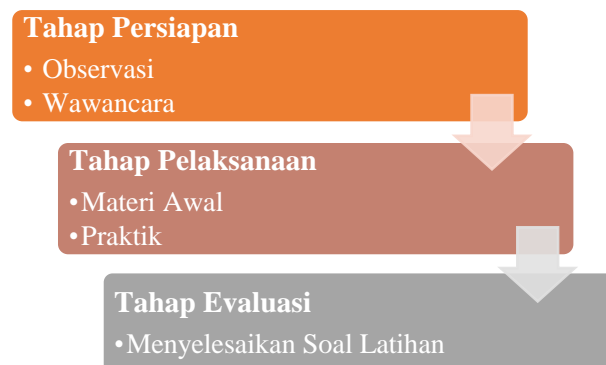 Tahap Persiapan
• Observasi
• Wawancara
Tahap Pelaksanaan
•Materi Awal
•Praktik
Tahap Evaluasi
•Menyelesaikan Soal Latihan